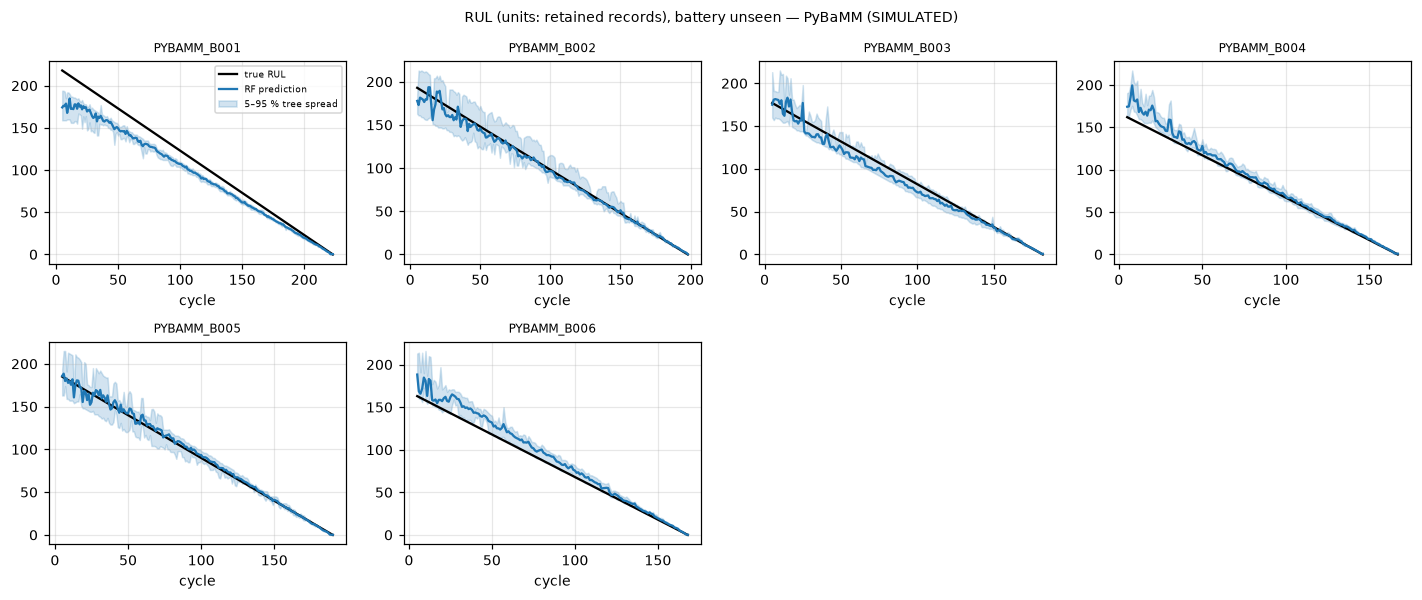 RUL (units: retained records), battery unseen — PyBaMM (SIMULATED)
PYBAMM_B001
true RUL
RF prediction
5–95 % tree spread
200
150
100
50
0
0 50 100 150 200
cycle
PYBAMM_B002
200
150
100
50
0
0 50 100 150 200
cycle
PYBAMM_B003
200
150
100
50
0
0 50 100 150
cycle
PYBAMM_B004
200
150
100
50
0
0 50 100 150
cycle
PYBAMM_B005
200
150
100
50
0
0 50 100 150
cycle
PYBAMM_B006
200
150
100
50
0
0 50 100 150
cycle